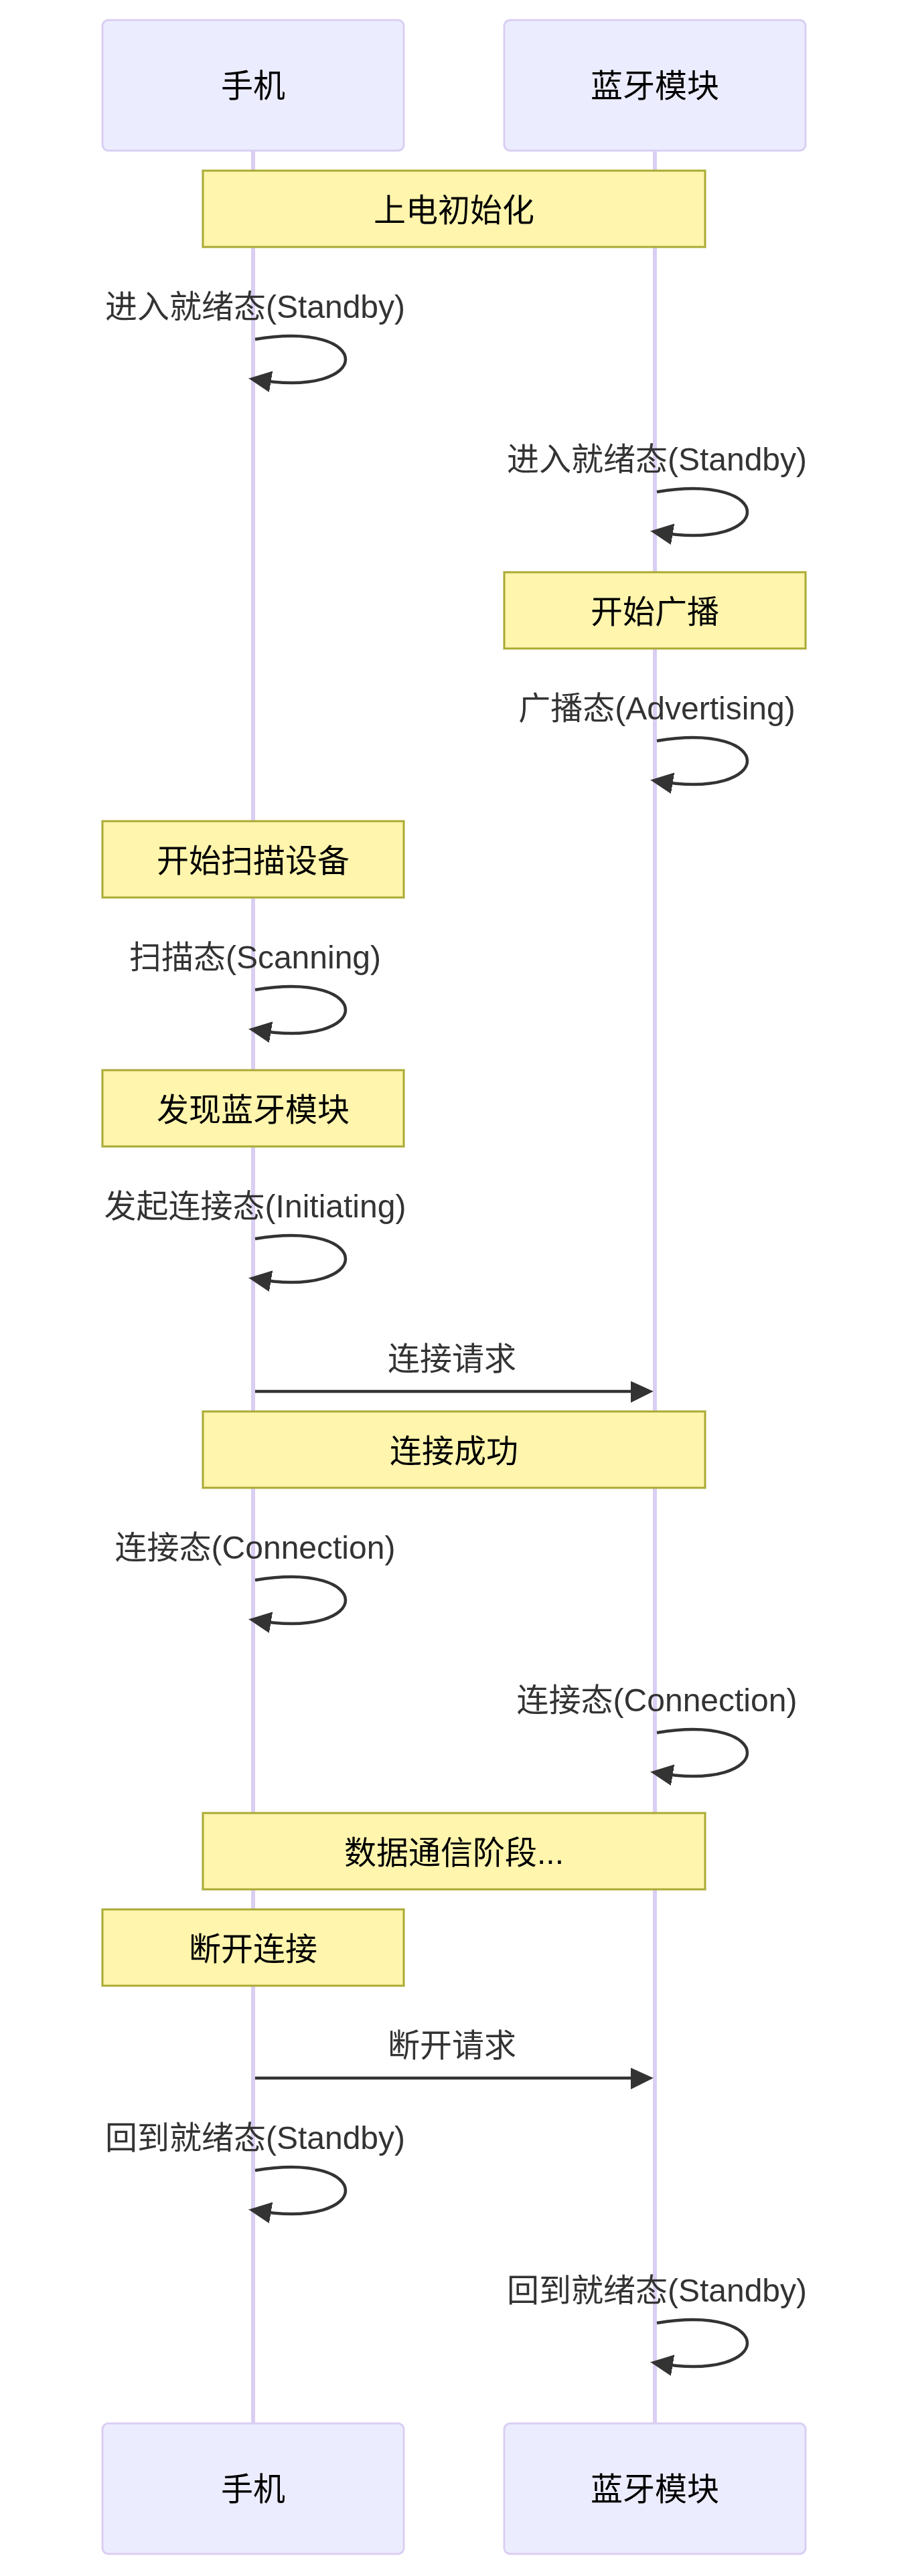 手机
蓝牙模块
上电初始化
进入就绪态(Standby)
进入就绪态(Standby)
开始广播
广播态(Advertising)
开始扫描设备
扫描态(Scanning)
发现蓝牙模块
发起连接态(Initiating)
连接请求
连接成功
连接态(Connection)
连接态(Connection)
数据通信阶段...
断开连接
断开请求
回到就绪态(Standby)
回到就绪态(Standby)
手机
蓝牙模块